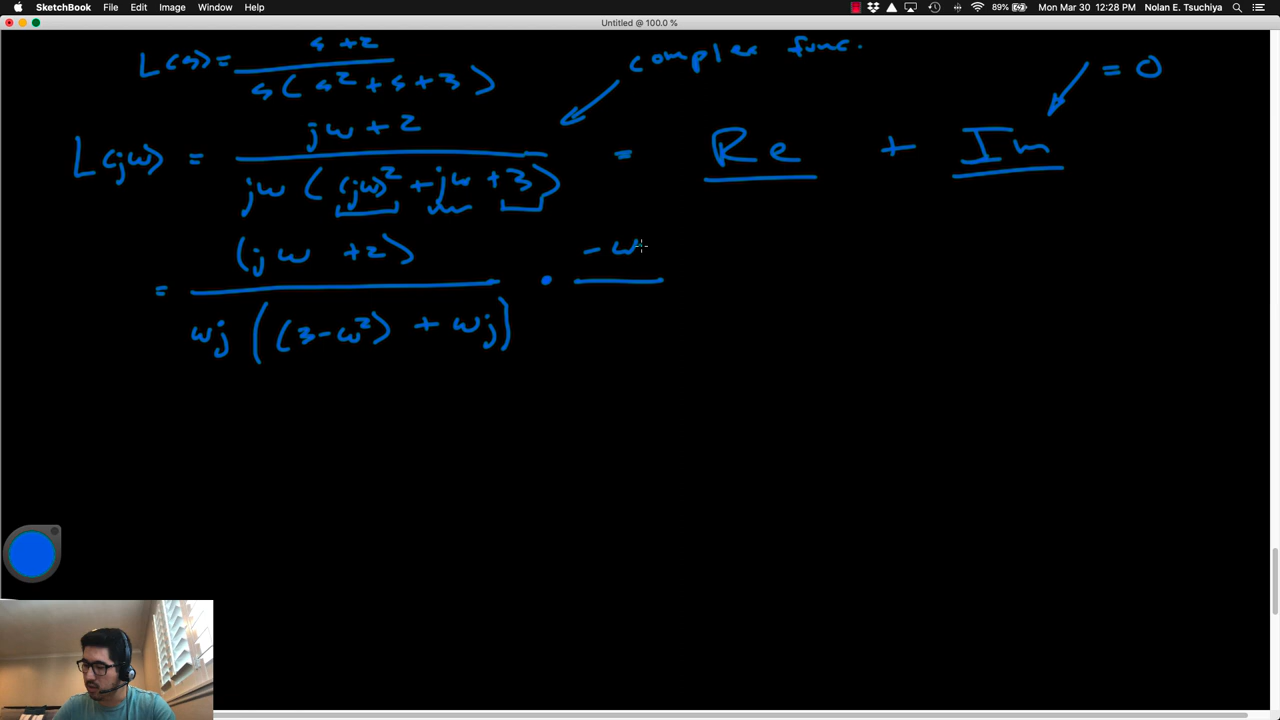 SketchBook File Edit Image Window Help 89% Mon Mar 30 12:28 PM Nolan E. Tsuchiya
Untitled @ 100.0 %
L(s) = s+2 / s(s² + s + 3) complex func. = 0
L(jω) = jω + 2 / jω((jω)² + jω + 3) = Re + Im
= (jω + 2) / ωj((3-ω²) + ωj) · -ω